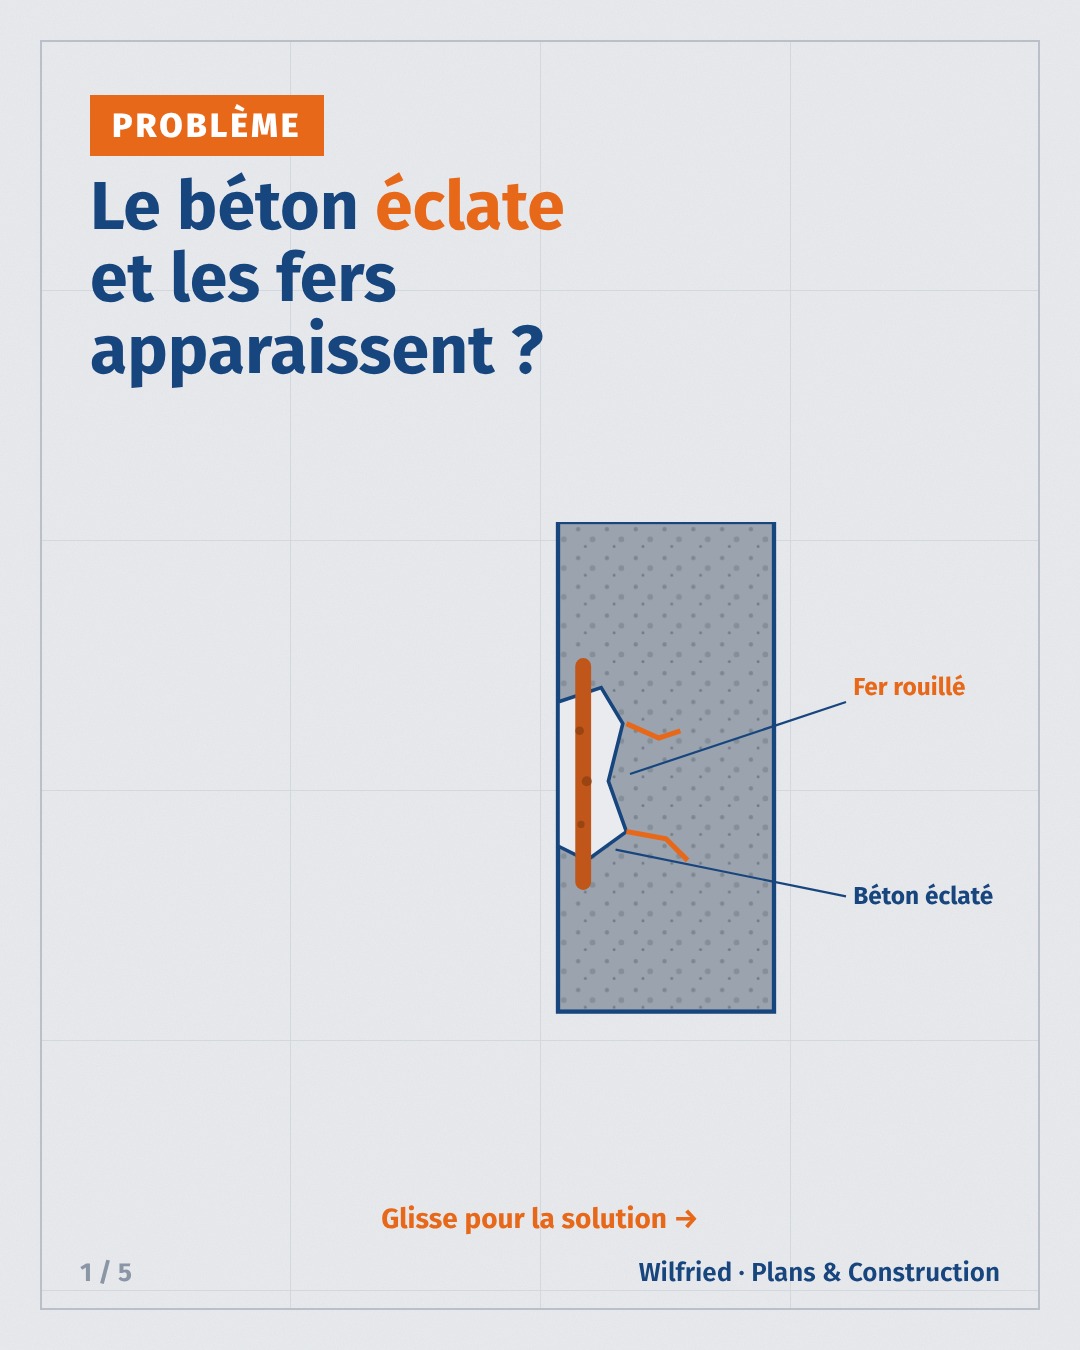 PROBLÈME
Le béton éclate
et les fers
apparaissent ?
Fer rouillé
Béton éclaté
Glisse pour la solution →
1 / 5
Wilfried · Plans & Construction